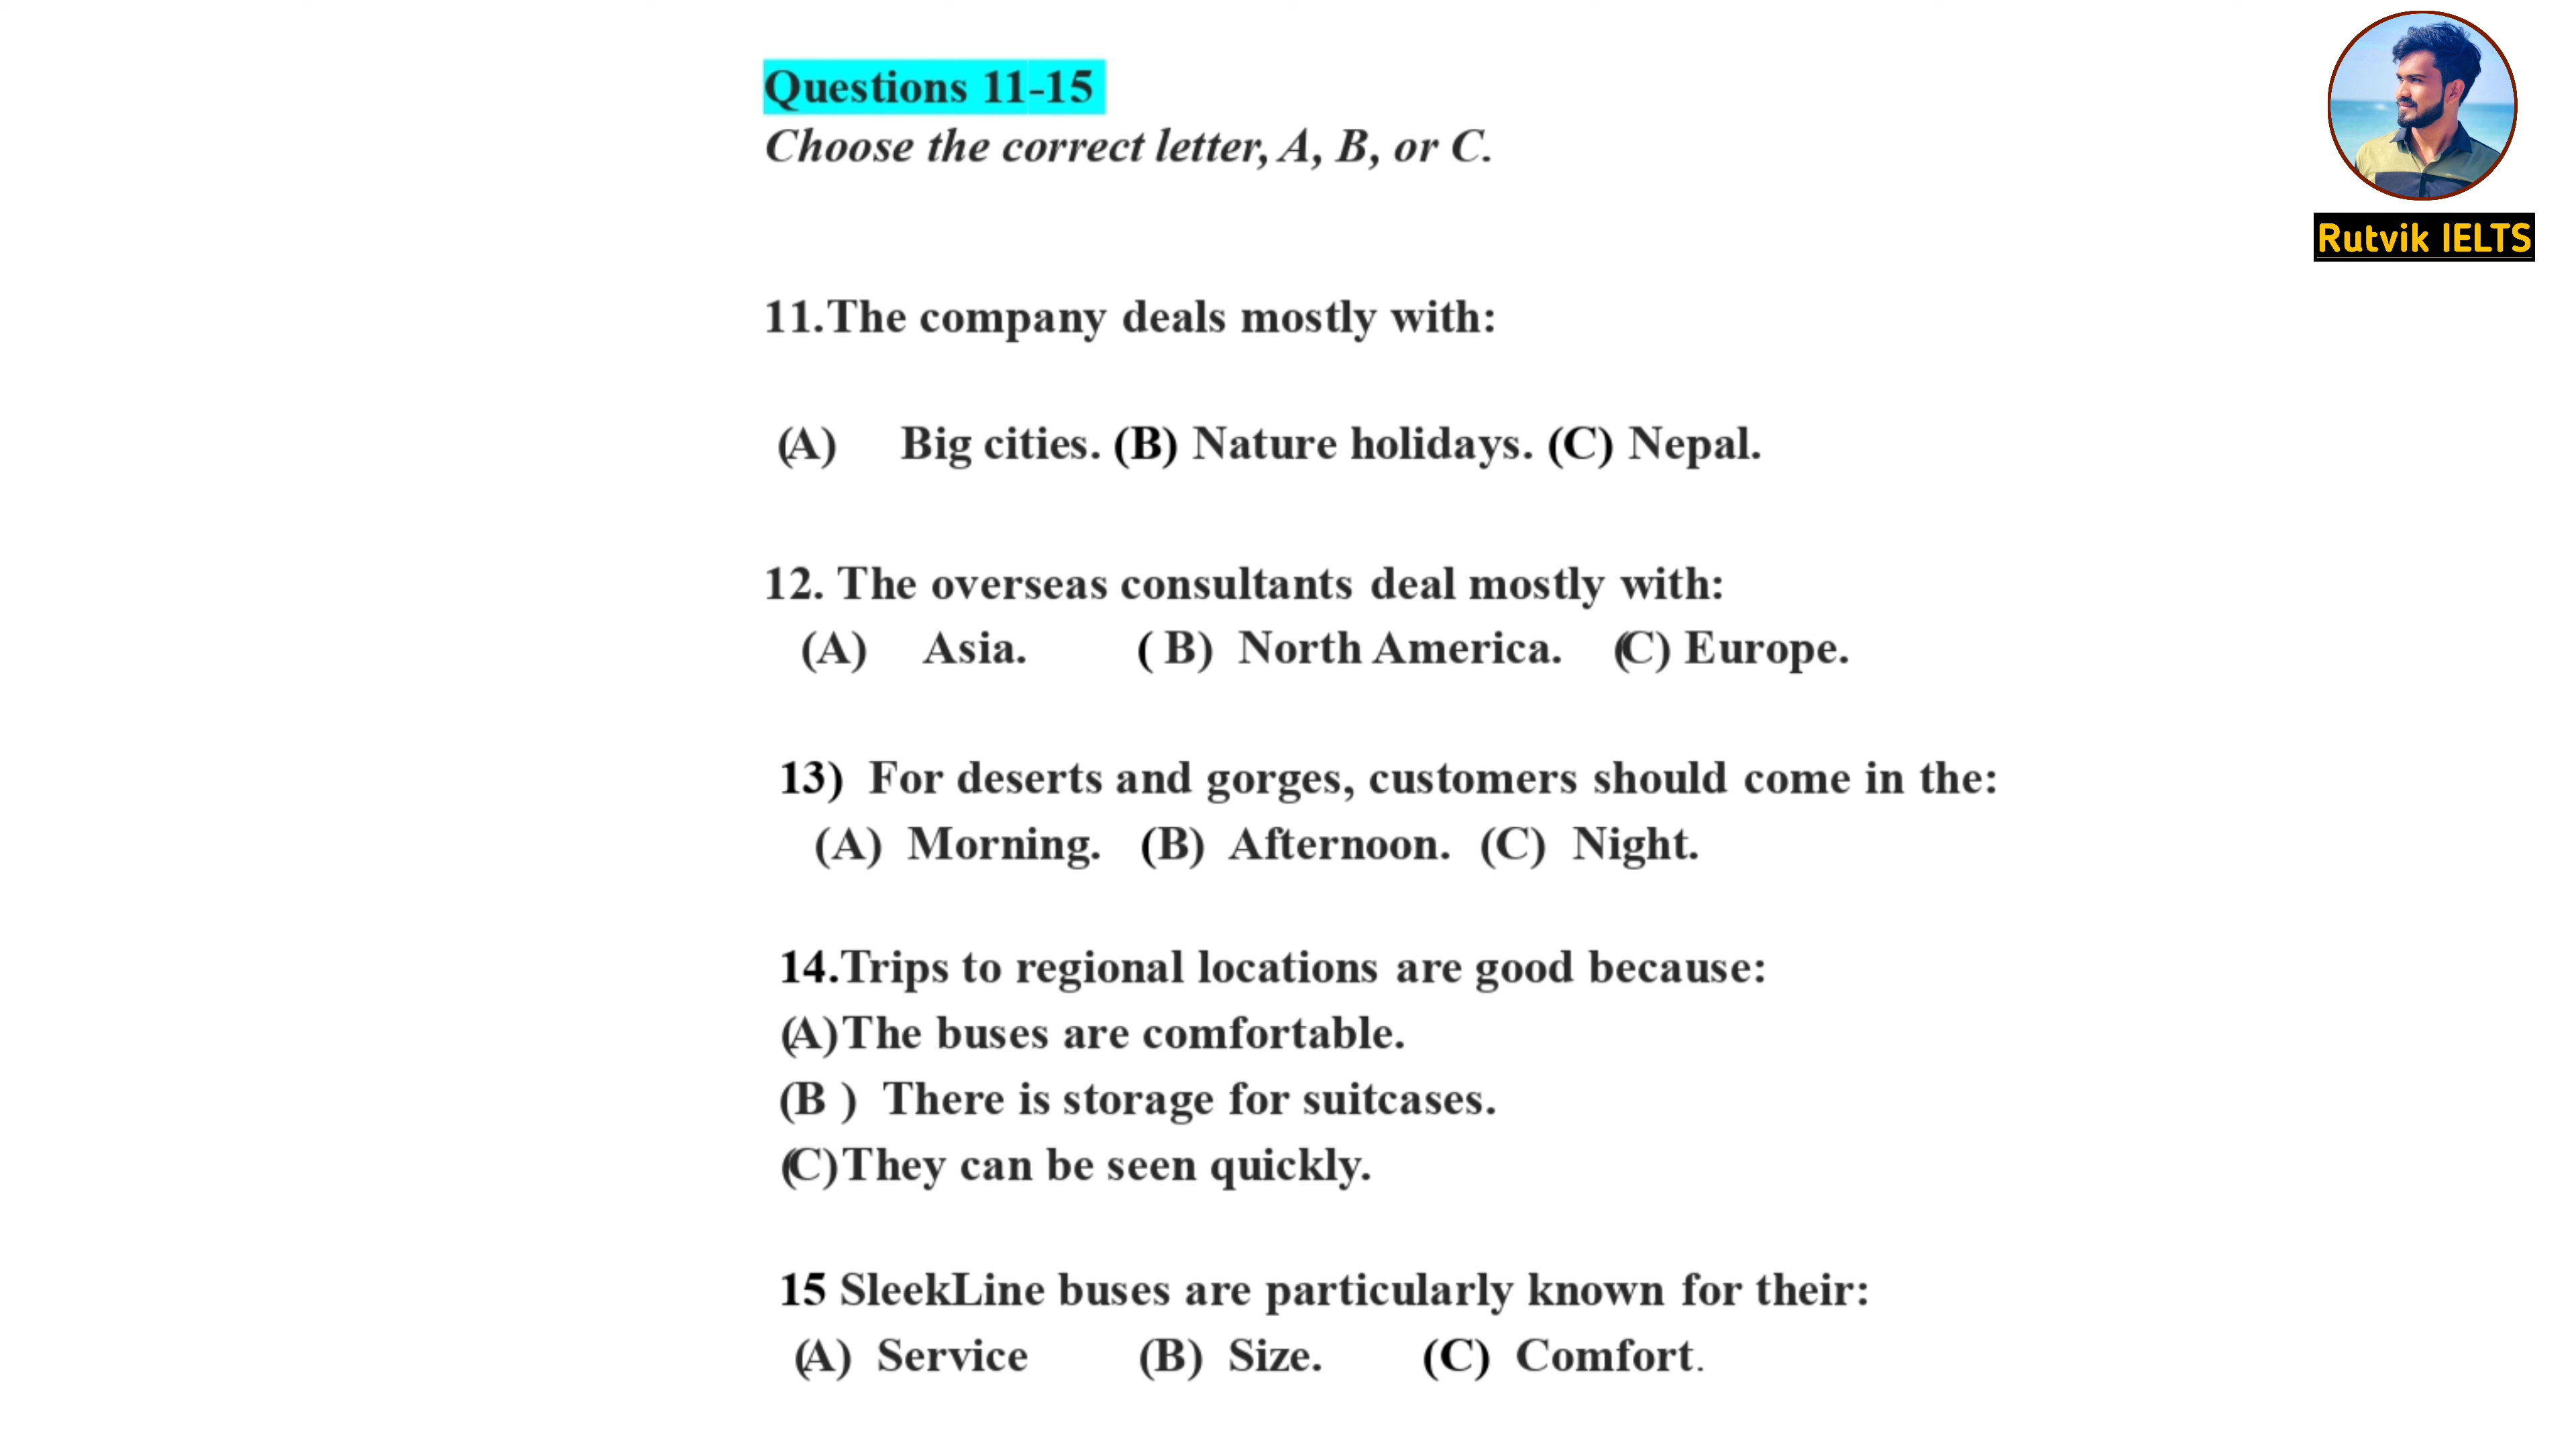 Questions 11-15
Choose the correct letter, A, B, or C.
Rutvik IELTS
11.The company deals mostly with:
(A) Big cities. (B) Nature holidays. (C) Nepal.
12. The overseas consultants deal mostly with:
(A) Asia. ( B) North America. (C) Europe.
13) For deserts and gorges, customers should come in the:
(A) Morning. (B) Afternoon. (C) Night.
14.Trips to regional locations are good because:
(A)The buses are comfortable.
(B ) There is storage for suitcases.
(C)They can be seen quickly.
15 SleekLine buses are particularly known for their:
(A) Service (B) Size. (C) Comfort.